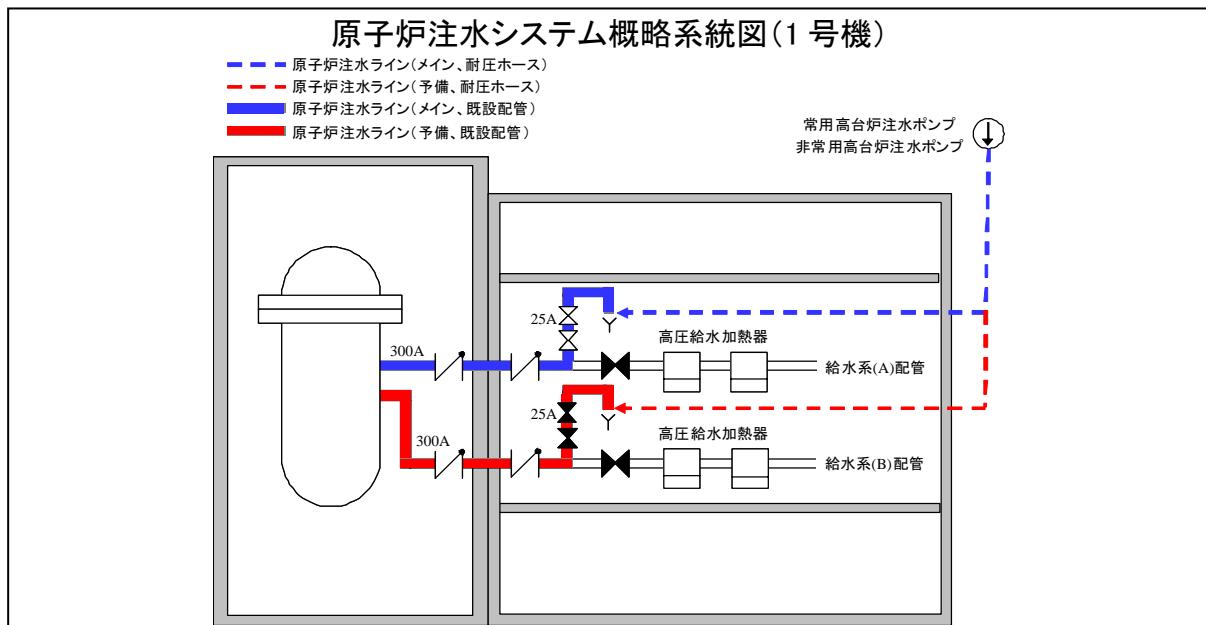 原子炉注水システム概略系統図(1号機)
原子炉注水ライン(メイン、耐圧ホース)
原子炉注水ライン(予備、耐圧ホース)
原子炉注水ライン(メイン、既設配管)
原子炉注水ライン(予備、既設配管)
常用高台炉注水ポンプ
非常用高台炉注水ポンプ
25A
高圧給水加熱器
300A
給水系(A)配管
25A
高圧給水加熱器
300A
給水系(B)配管